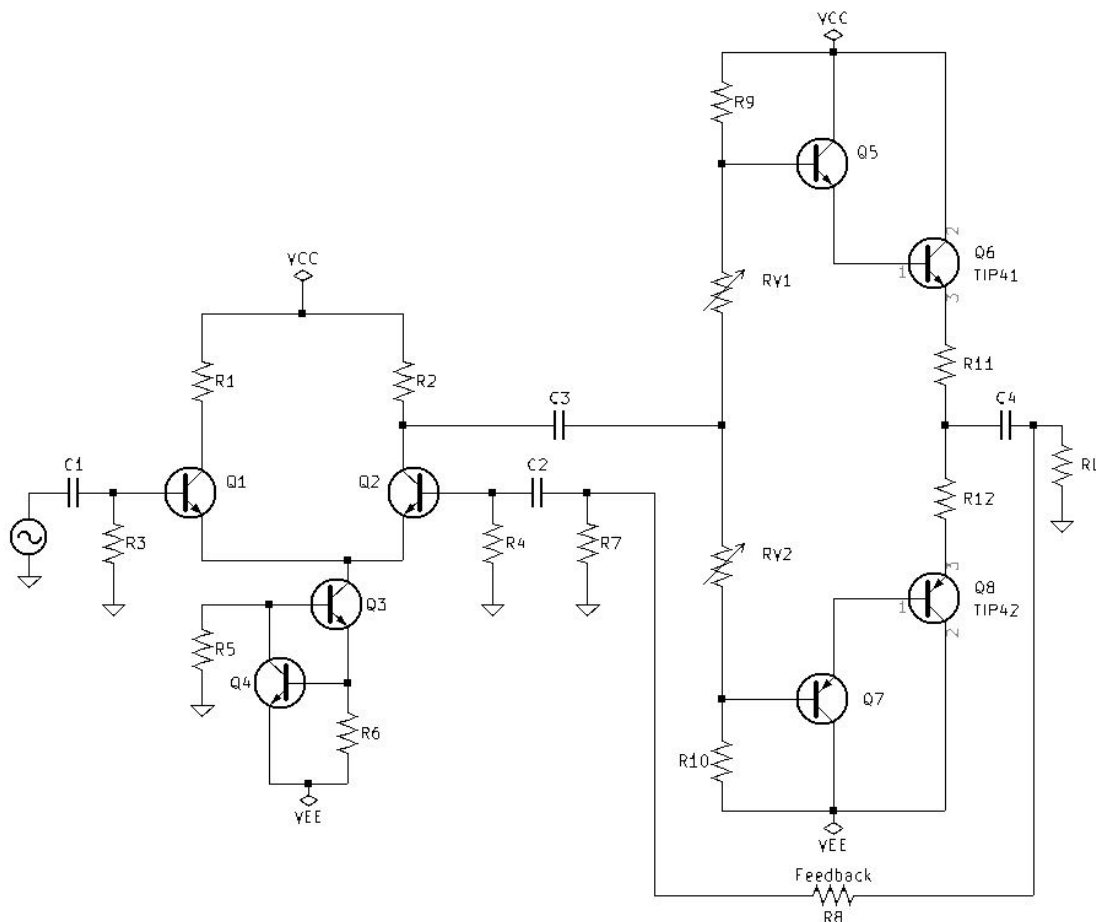 VCC
R9
Q5
2
Q6
1
TIP41
3
VCC
RV1
R11
R1
R2
C3
C4
C1
Q1
Q2
C2
RL
R3
R4
R7
R12
RV2
3
Q8
1
TIP42
2
Q3
R5
Q4
Q7
R6
R10
VEE
VEE
Feedback
R8